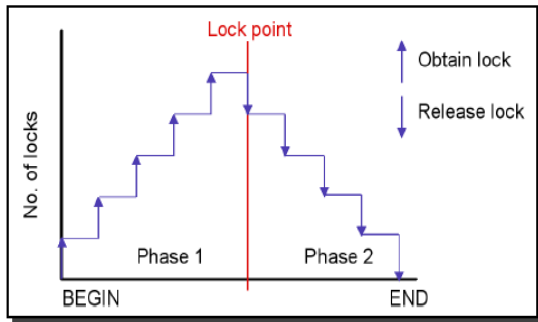 Lock point
Obtain lock
Release lock
No. of locks
Phase 1
Phase 2
BEGIN
END